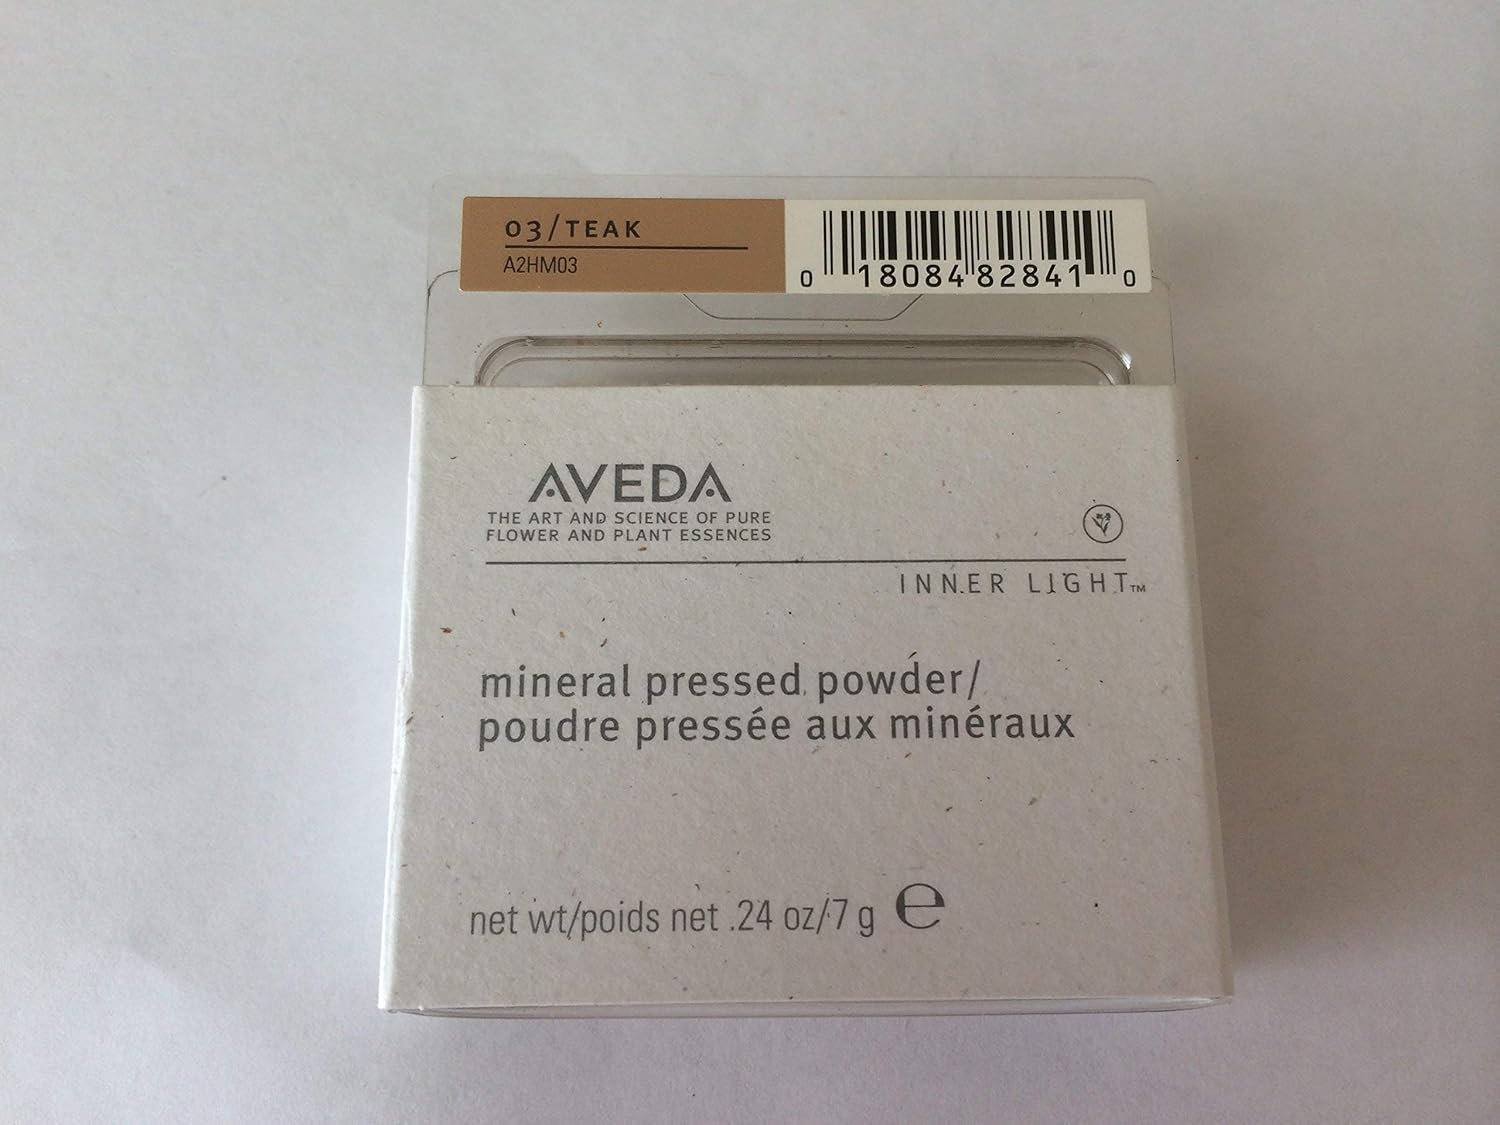 03/TEAK
A2HM03
0 18084 82841 0
AVEDA
THE ART AND SCIENCE OF PURE
FLOWER AND PLANT ESSENCES
INNER LIGHT™
mineral pressed powder/
poudre pressée aux minéraux
net wt/poids net .24 oz/7 g ℮